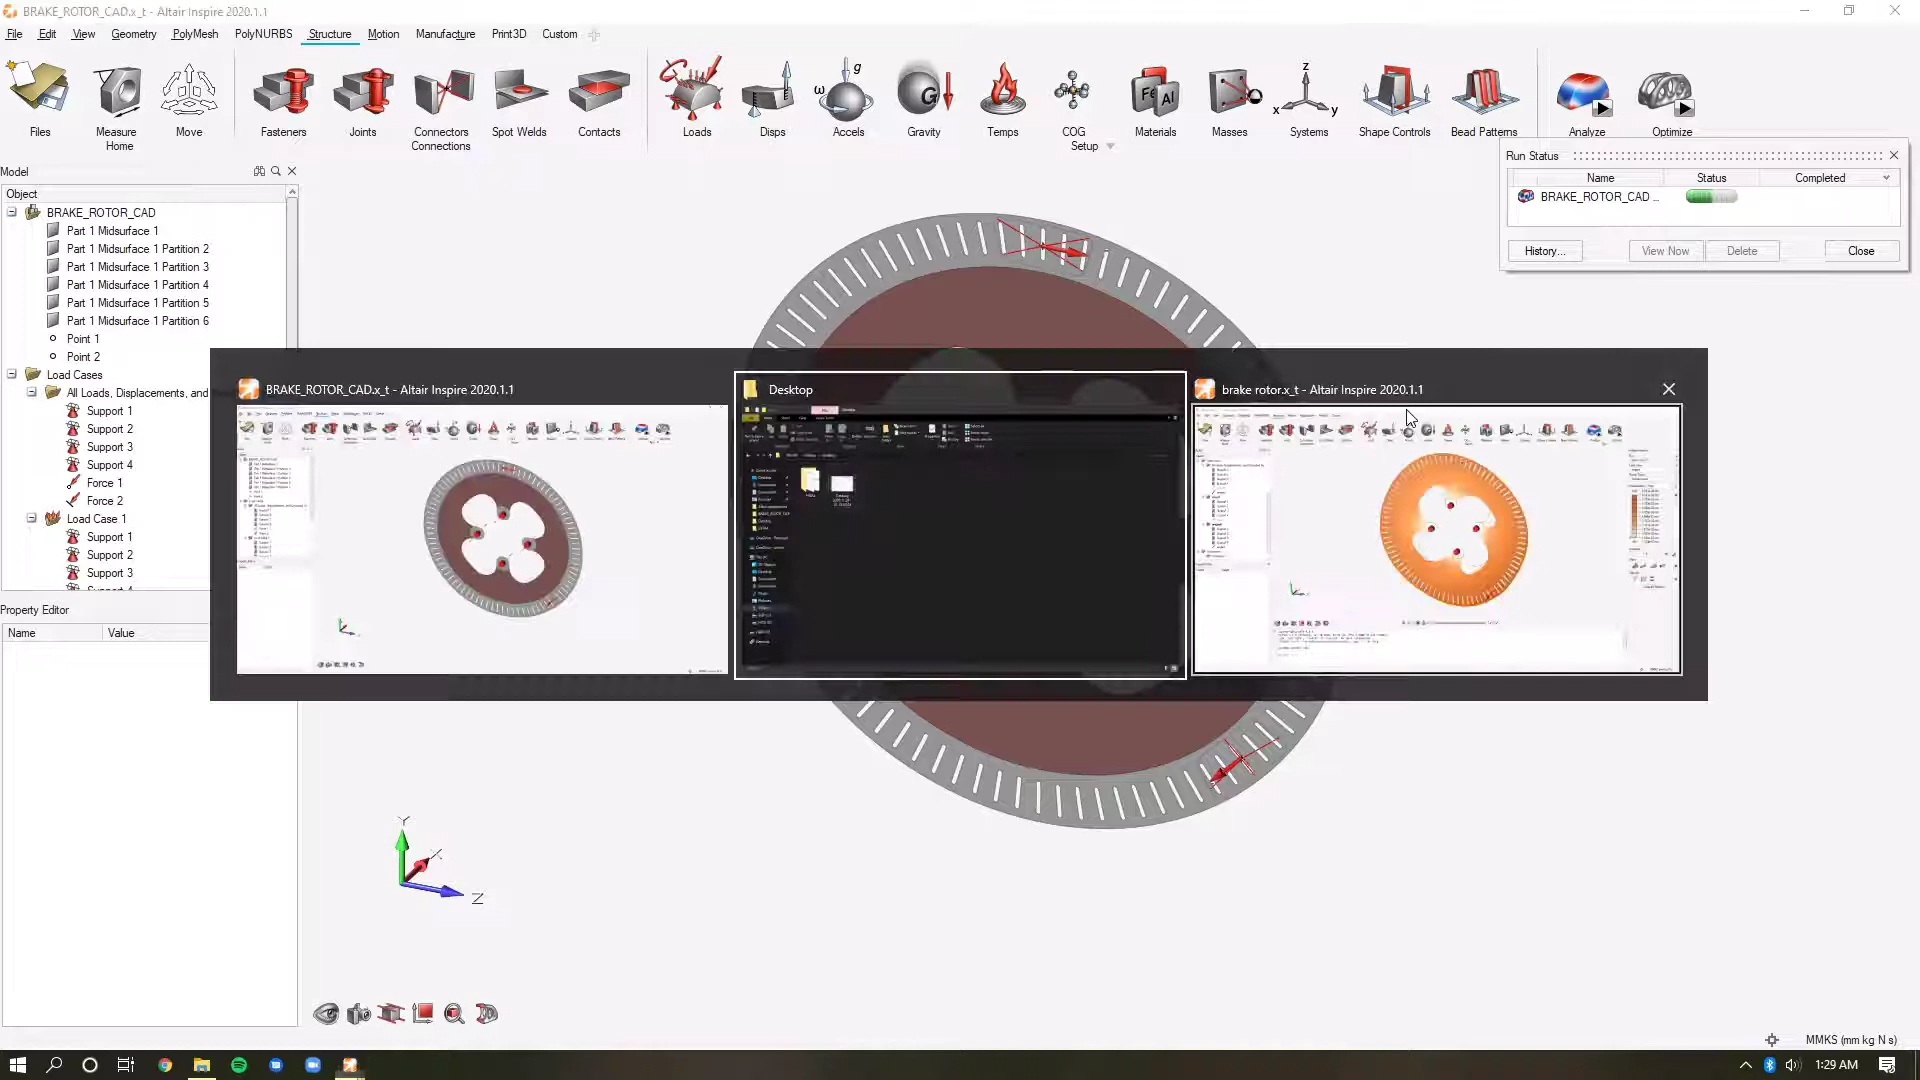 BRAKE_ROTOR_CAD.x_t - Altair Inspire 2020.1.1
File Edit View Geometry PolyMesh PolyNURBS Structure Motion Manufacture Print3D Custom
g
z
ω
G
Fe
Al
x
y
Files Measure Move Fasteners Joints Connectors Spot Welds Contacts Loads Disps Accels Gravity Temps COG Materials Masses Systems Shape Controls Bead Patterns Analyze Optimize
Home Connections Setup
Run Status
Name Status Completed
BRAKE_ROTOR_CAD ...
History... View Now Delete Close
Model
Object
BRAKE_ROTOR_CAD
Part 1 Midsurface 1
Part 1 Midsurface 1 Partition 2
Part 1 Midsurface 1 Partition 3
Part 1 Midsurface 1 Partition 4
Part 1 Midsurface 1 Partition 5
Part 1 Midsurface 1 Partition 6
Point 1
Point 2
Load Cases
All Loads, Displacements, and
Support 1
Support 2
Support 3
Support 4
Force 1
Force 2
Load Case 1
Support 1
Support 2
Support 3
Property Editor
Name Value
BRAKE_ROTOR_CAD.x_t - Altair Inspire 2020.1.1
Desktop
brake rotor.x_t - Altair Inspire 2020.1.1
Y
X
Z
MMKS (mm kg N s)
1:29 AM